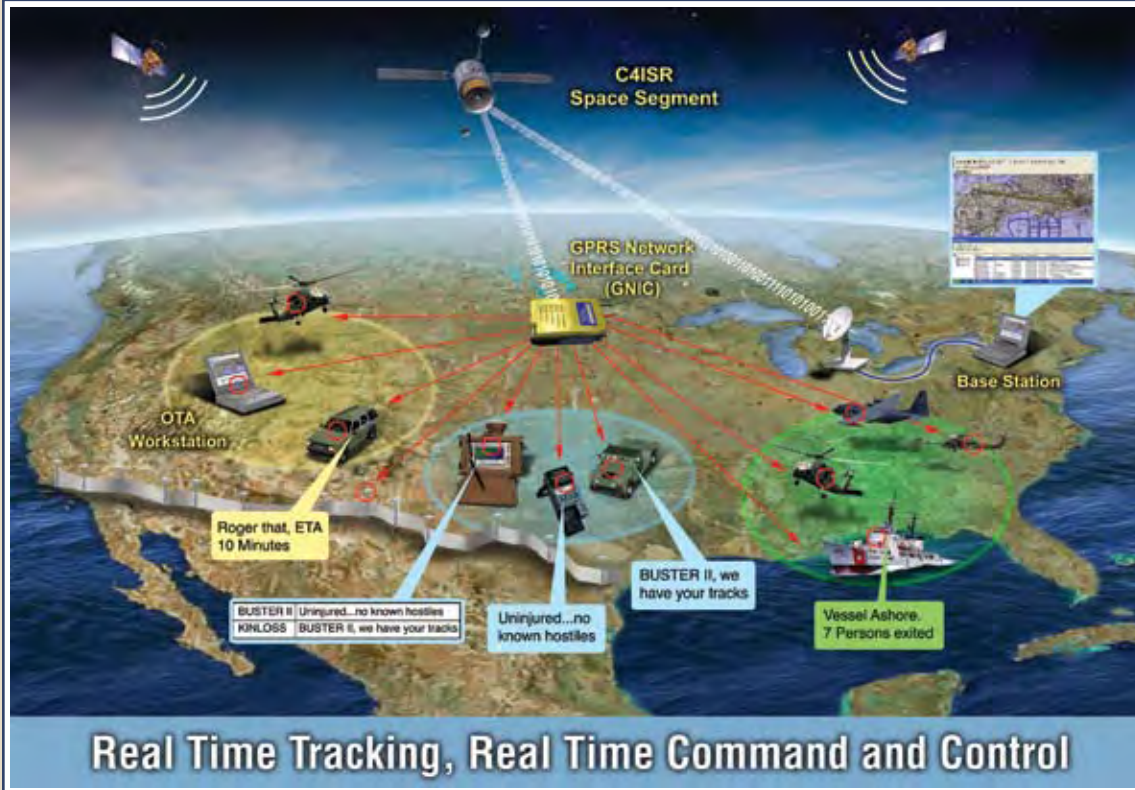 C4ISR
Space Segment
GPRS Network
Interface Card
(GNIC)
Base Station
OTA
Workstation
Roger that, ETA
10 Minutes
BUSTER II Uninjured...no known hostiles
KINLOSS BUSTER II, we have your tracks
Uninjured...no
known hostiles
BUSTER II, we
have your tracks
Vessel Ashore.
7 Persons exited
Real Time Tracking, Real Time Command and Control